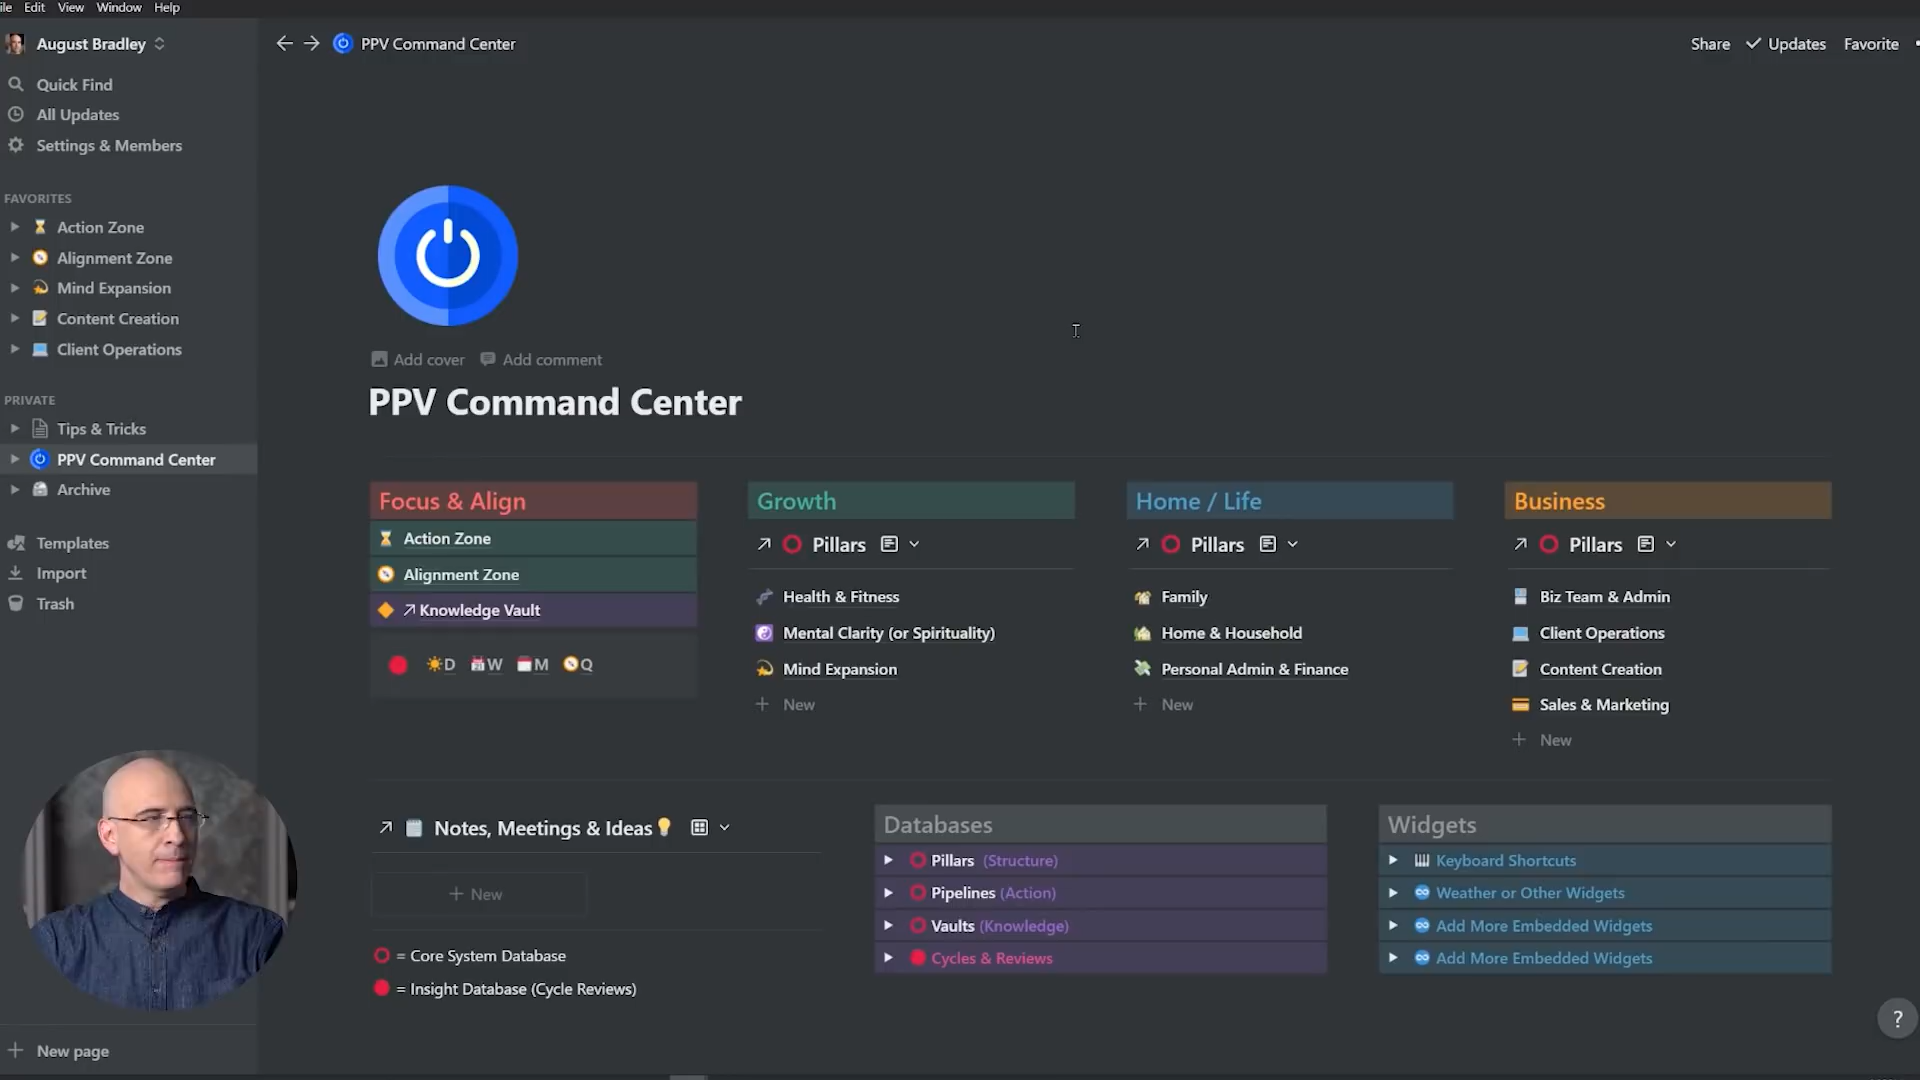 ile Edit View Window Help
August Bradley
PPV Command Center
Share Updates Favorite
Quick Find
All Updates
Settings & Members
FAVORITES
Action Zone
Alignment Zone
Mind Expansion
Content Creation
Client Operations
PRIVATE
Tips & Tricks
PPV Command Center
Archive
Templates
Import
Trash
New page
Add cover Add comment
PPV Command Center
Focus & Align
Action Zone
Alignment Zone
Knowledge Vault
D W M Q
Growth
Pillars
Health & Fitness
Mental Clarity (or Spirituality)
Mind Expansion
New
Home / Life
Pillars
Family
Home & Household
Personal Admin & Finance
New
Business
Pillars
Biz Team & Admin
Client Operations
Content Creation
Sales & Marketing
New
Notes, Meetings & Ideas
New
= Core System Database
= Insight Database (Cycle Reviews)
Databases
Pillars (Structure)
Pipelines (Action)
Vaults (Knowledge)
Cycles & Reviews
Widgets
Keyboard Shortcuts
Weather or Other Widgets
Add More Embedded Widgets
Add More Embedded Widgets
?